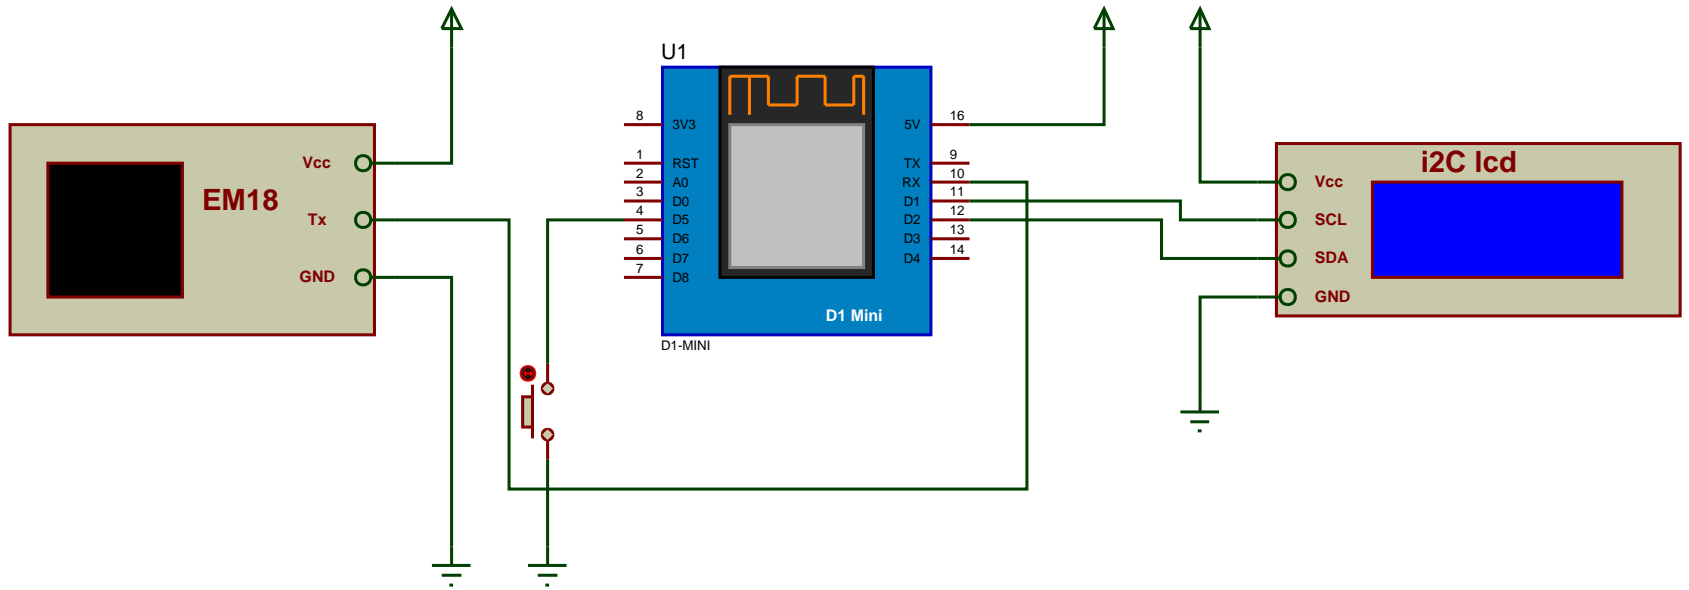 Vcc
EM18
Tx
GND
U1
8 3V3
1 RST
2 A0
3 D0
4 D5
5 D6
6 D7
7 D8
5V 16
TX 9
RX 10
D1 11
D2 12
D3 13
D4 14
D1 Mini
D1-MINI
i2C lcd
Vcc
SCL
SDA
GND